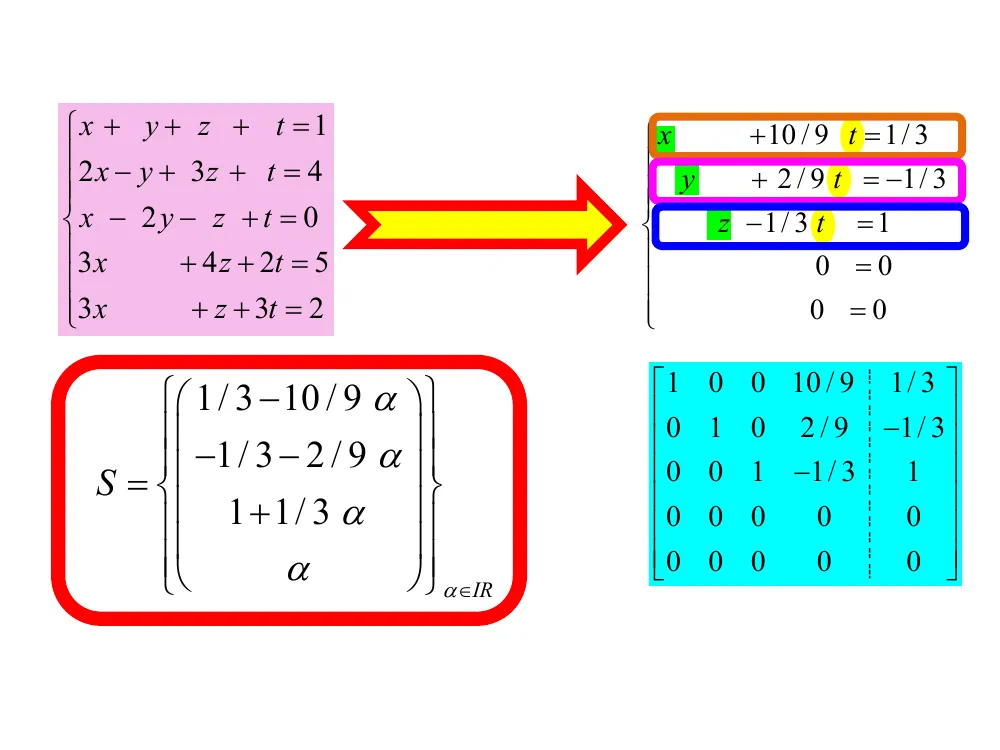 x + y + z + t = 1
2x − y + 3z + t = 4
x − 2y − z + t = 0
3x + 4z + 2t = 5
3x + z + 3t = 2
x +10 / 9 t = 1 / 3
y + 2 / 9 t = −1 / 3
z −1 / 3 t = 1
0 = 0
0 = 0
S =
1 / 3 − 10 / 9 α
−1 / 3 − 2 / 9 α
1 + 1 / 3 α
α
α ∈ IR
1 0 0 10 / 9 1 / 3
0 1 0 2 / 9 −1 / 3
0 0 1 −1 / 3 1
0 0 0 0 0
0 0 0 0 0